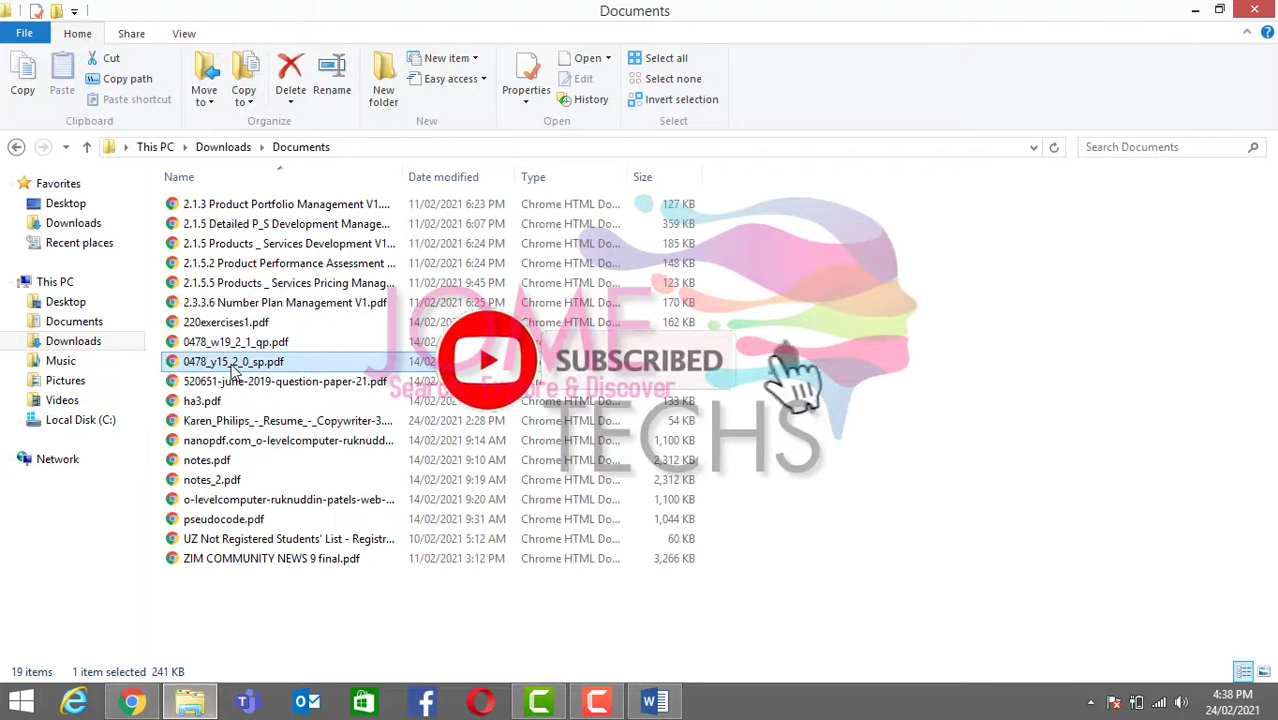 Documents
File Home Share View
Copy Paste Cut Copy path Paste shortcut Move to Copy to Delete Rename New folder New item Easy access Properties Open Edit History Select all Select none Invert selection
Clipboard Organize New Open Select
This PC Downloads Documents Search Documents
Name Date modified Type Size
Favorites
Desktop
Downloads
Recent places
This PC
Desktop
Documents
Downloads
Music
Pictures
Videos
Local Disk (C:)
Network
2.1.3 Product Portfolio Management V1.... 11/02/2021 6:23 PM Chrome HTML Do... 127 KB
2.1.5 Detailed P_S Development Manage... 11/02/2021 6:07 PM Chrome HTML Do... 359 KB
2.1.5 Products _ Services Development V1... 11/02/2021 6:24 PM Chrome HTML Do... 185 KB
2.1.5.2 Product Performance Assessment ... 11/02/2021 6:24 PM Chrome HTML Do... 148 KB
2.1.5.5 Products _ Services Pricing Manag... 11/02/2021 9:45 PM Chrome HTML Do... 123 KB
2.3.3.6 Number Plan Management V1.pdf 11/02/2021 6:25 PM Chrome HTML Do... 170 KB
220exercises1.pdf 14/02/2021 Chrome HTML Do... 162 KB
0478_w19_2_1_qp.pdf 14/02/
0478_y15_2_0_sp.pdf 14/02/
520651-june-2019-question-paper-21.pdf 14/02/
ha3.pdf 14/02/2021 133 KB
Karen_Philips_-_Resume_-_Copywriter-3.... 24/02/2021 2:28 PM Chrome HTML Do... 54 KB
nanopdf.com_o-levelcomputer-ruknudd... 14/02/2021 9:14 AM Chrome HTML Do... 1,100 KB
notes.pdf 14/02/2021 9:10 AM Chrome HTML Do... 2,312 KB
notes_2.pdf 14/02/2021 9:19 AM Chrome HTML Do... 2,312 KB
o-levelcomputer-ruknuddin-patels-web-... 14/02/2021 9:20 AM Chrome HTML Do... 1,100 KB
pseudocode.pdf 14/02/2021 9:31 AM Chrome HTML Do... 1,044 KB
UZ Not Registered Students' List - Registr... 10/02/2021 5:12 AM Chrome HTML Do... 60 KB
ZIM COMMUNITY NEWS 9 final.pdf 11/02/2021 3:12 PM Chrome HTML Do... 3,266 KB
JOME
SUBSCRIBED
Search, Explore & Discover
TECHS
19 items 1 item selected 241 KB
4:38 PM
24/02/2021